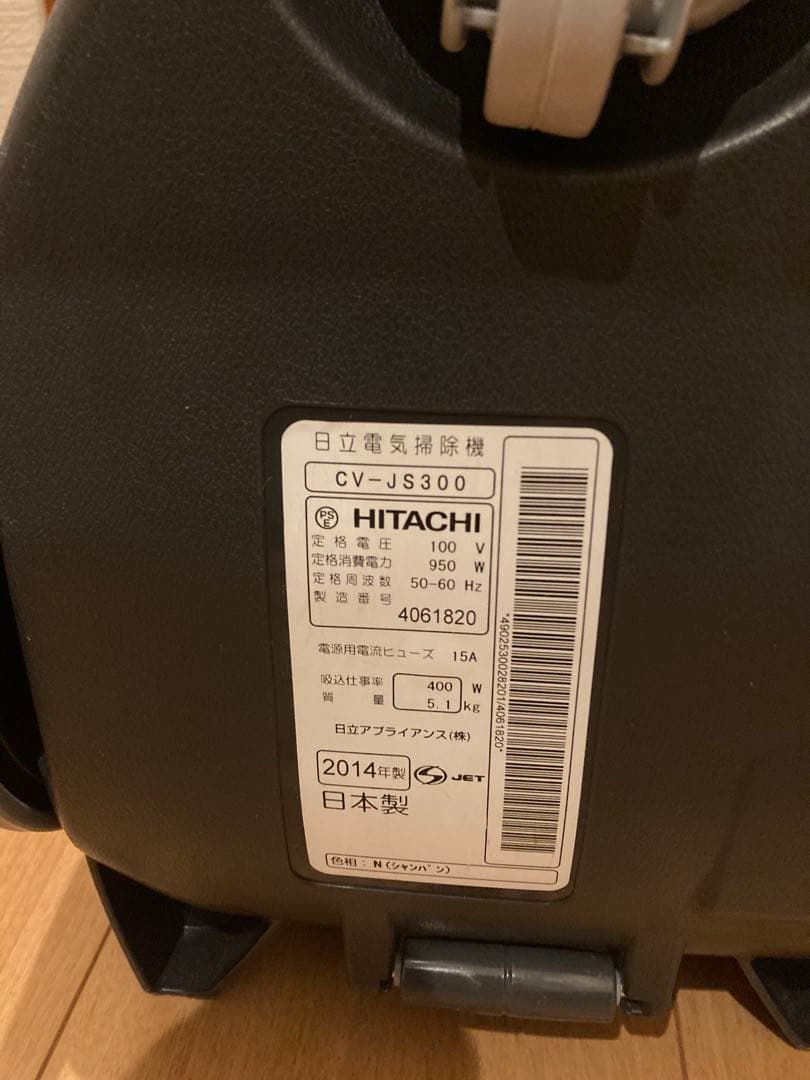 日立電気掃除機
CV-JS300
PS E HITACHI
定格電圧 100 V
定格消費電力 950 W
定格周波数 50-60 Hz
製造番号
4061820
電源用電流ヒューズ 15A
吸込仕事率 400 W
質量 5.1 kg
日立アプライアンス(株)
2014年製 JET
日本製
色相：N(シャンパン)
*4902530028201/4061820*